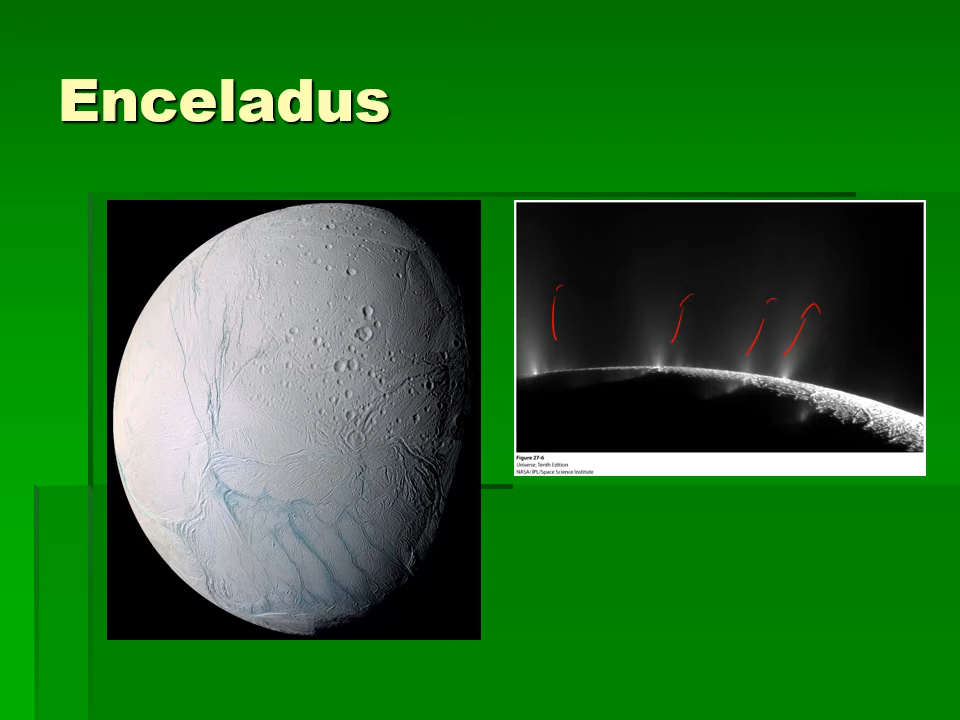 Enceladus
Figure 27-6
Universe, Tenth Edition
NASA/JPL/Space Science Institute